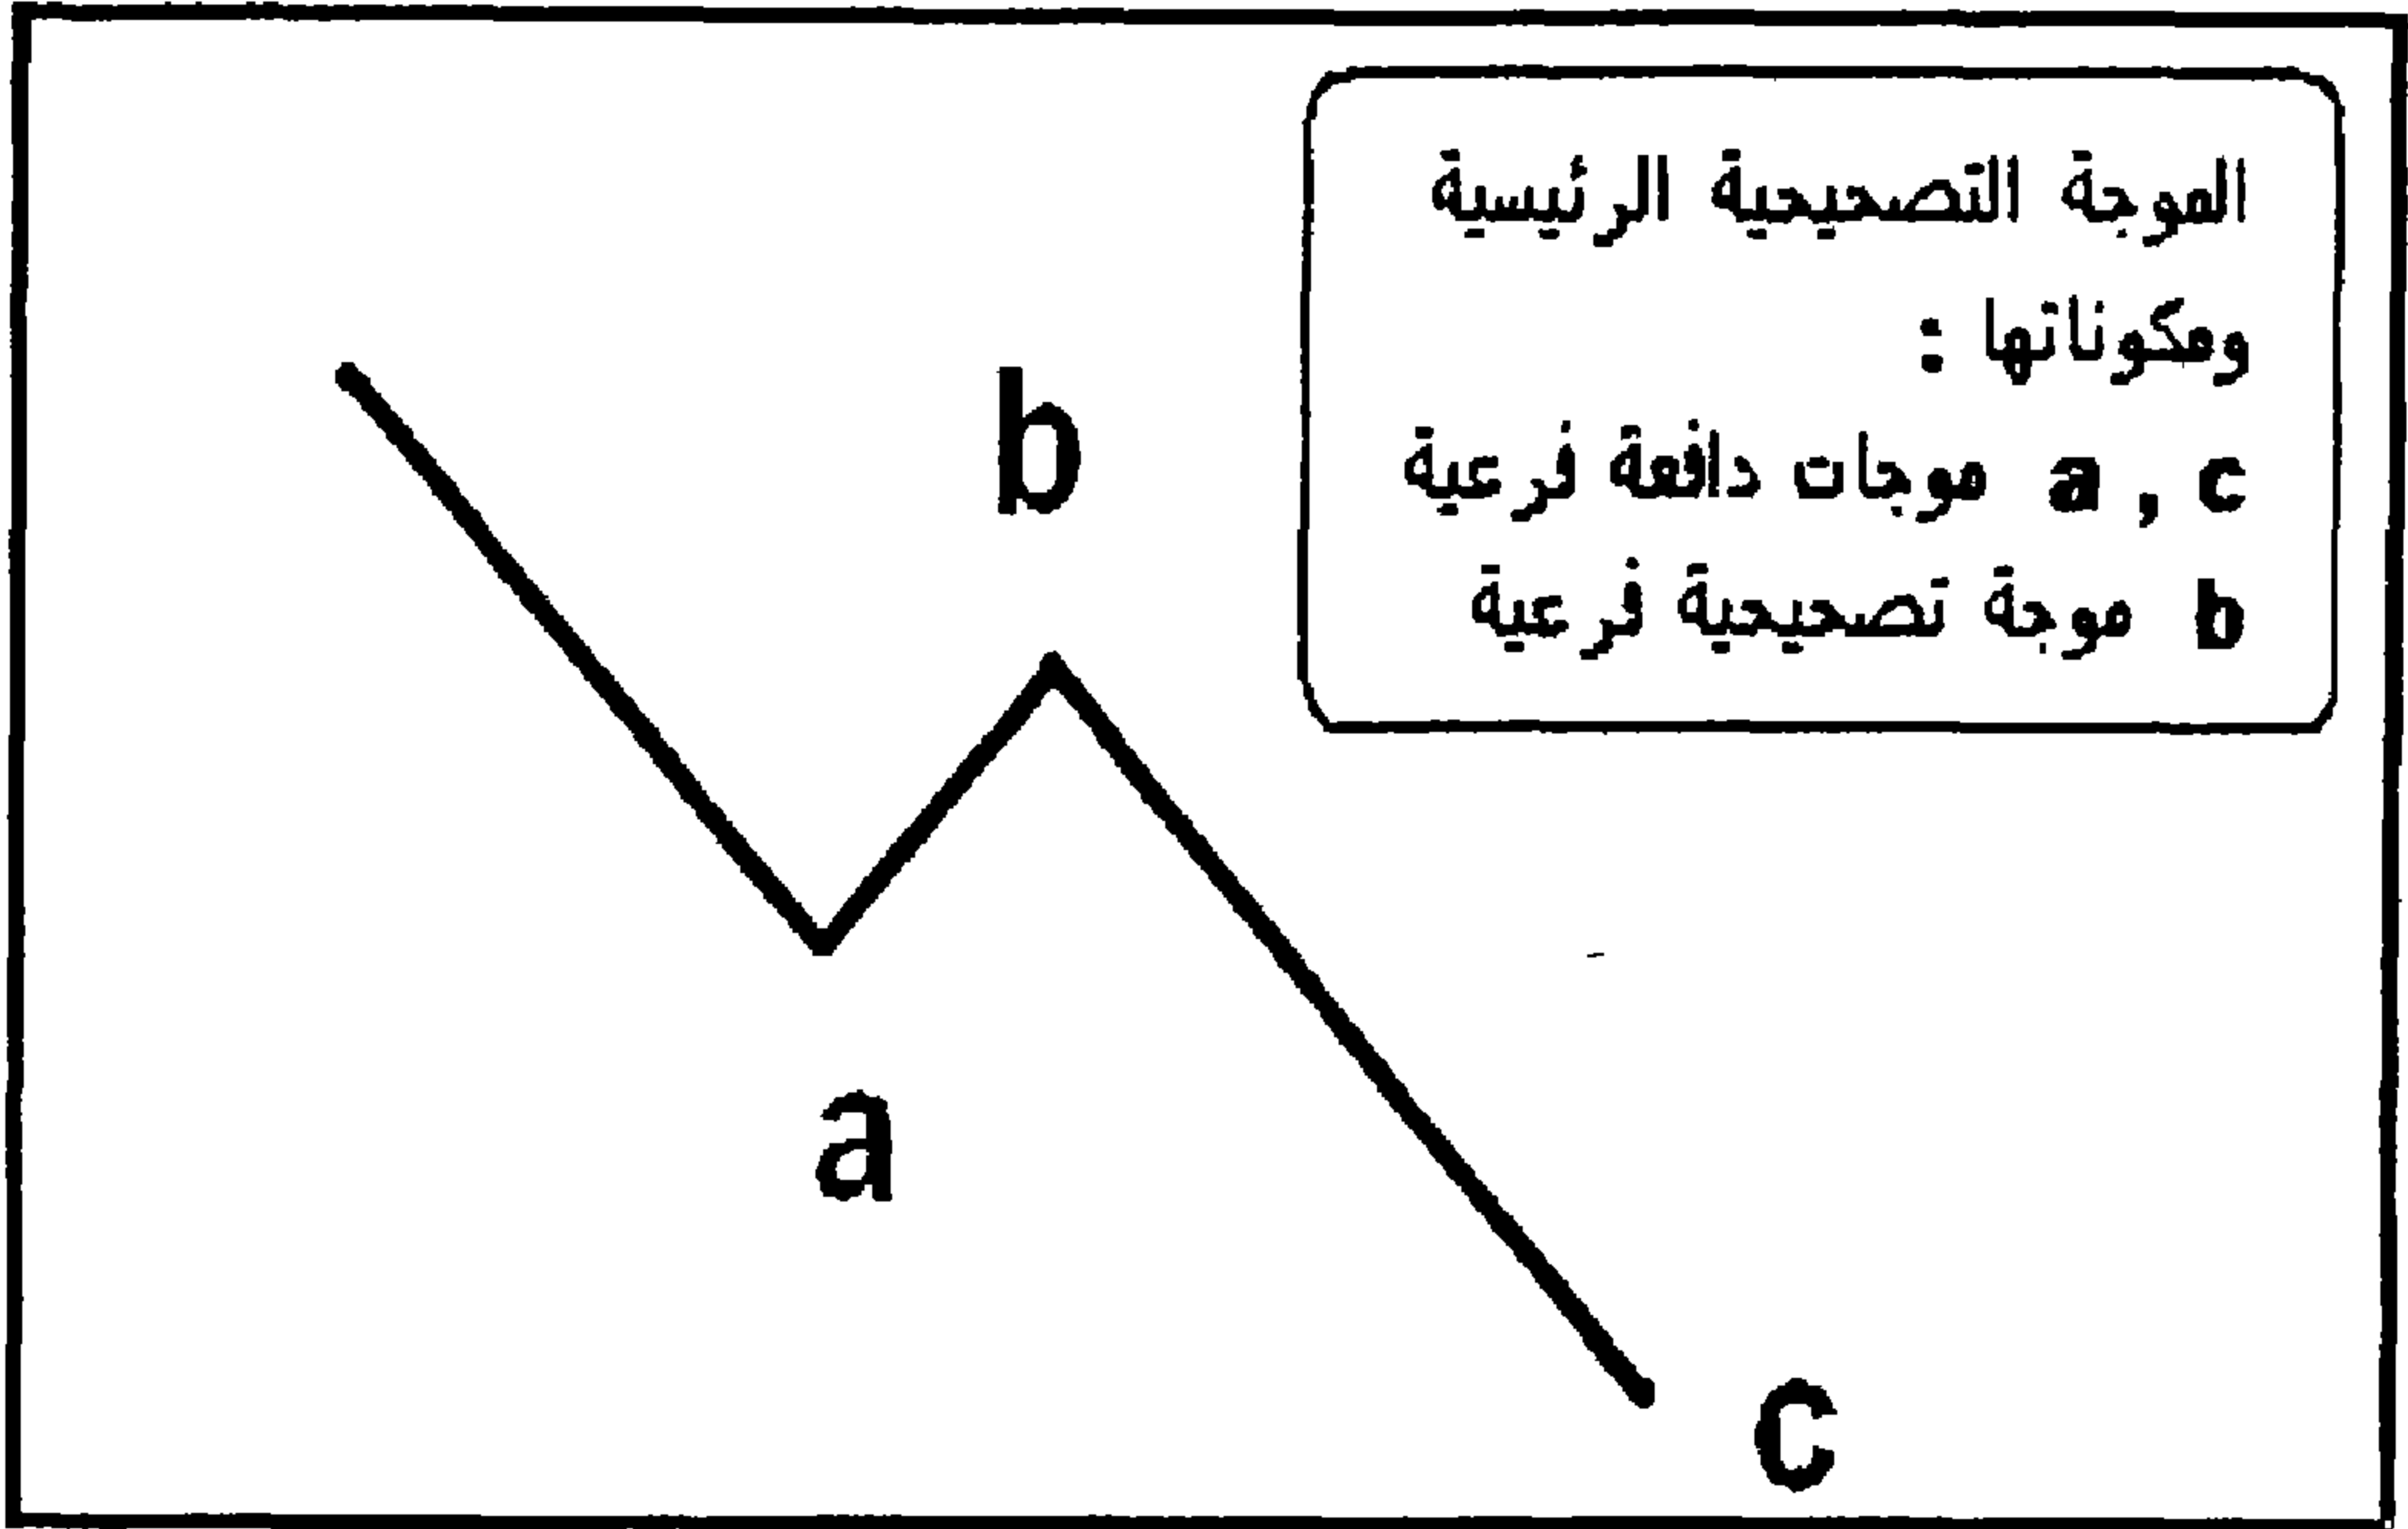 الموجة التصحيحية الرئيسية
ومكوناتها :
a , c موجات دافعة فرعية
b موجة تصحيحية فرعية
b
a
c